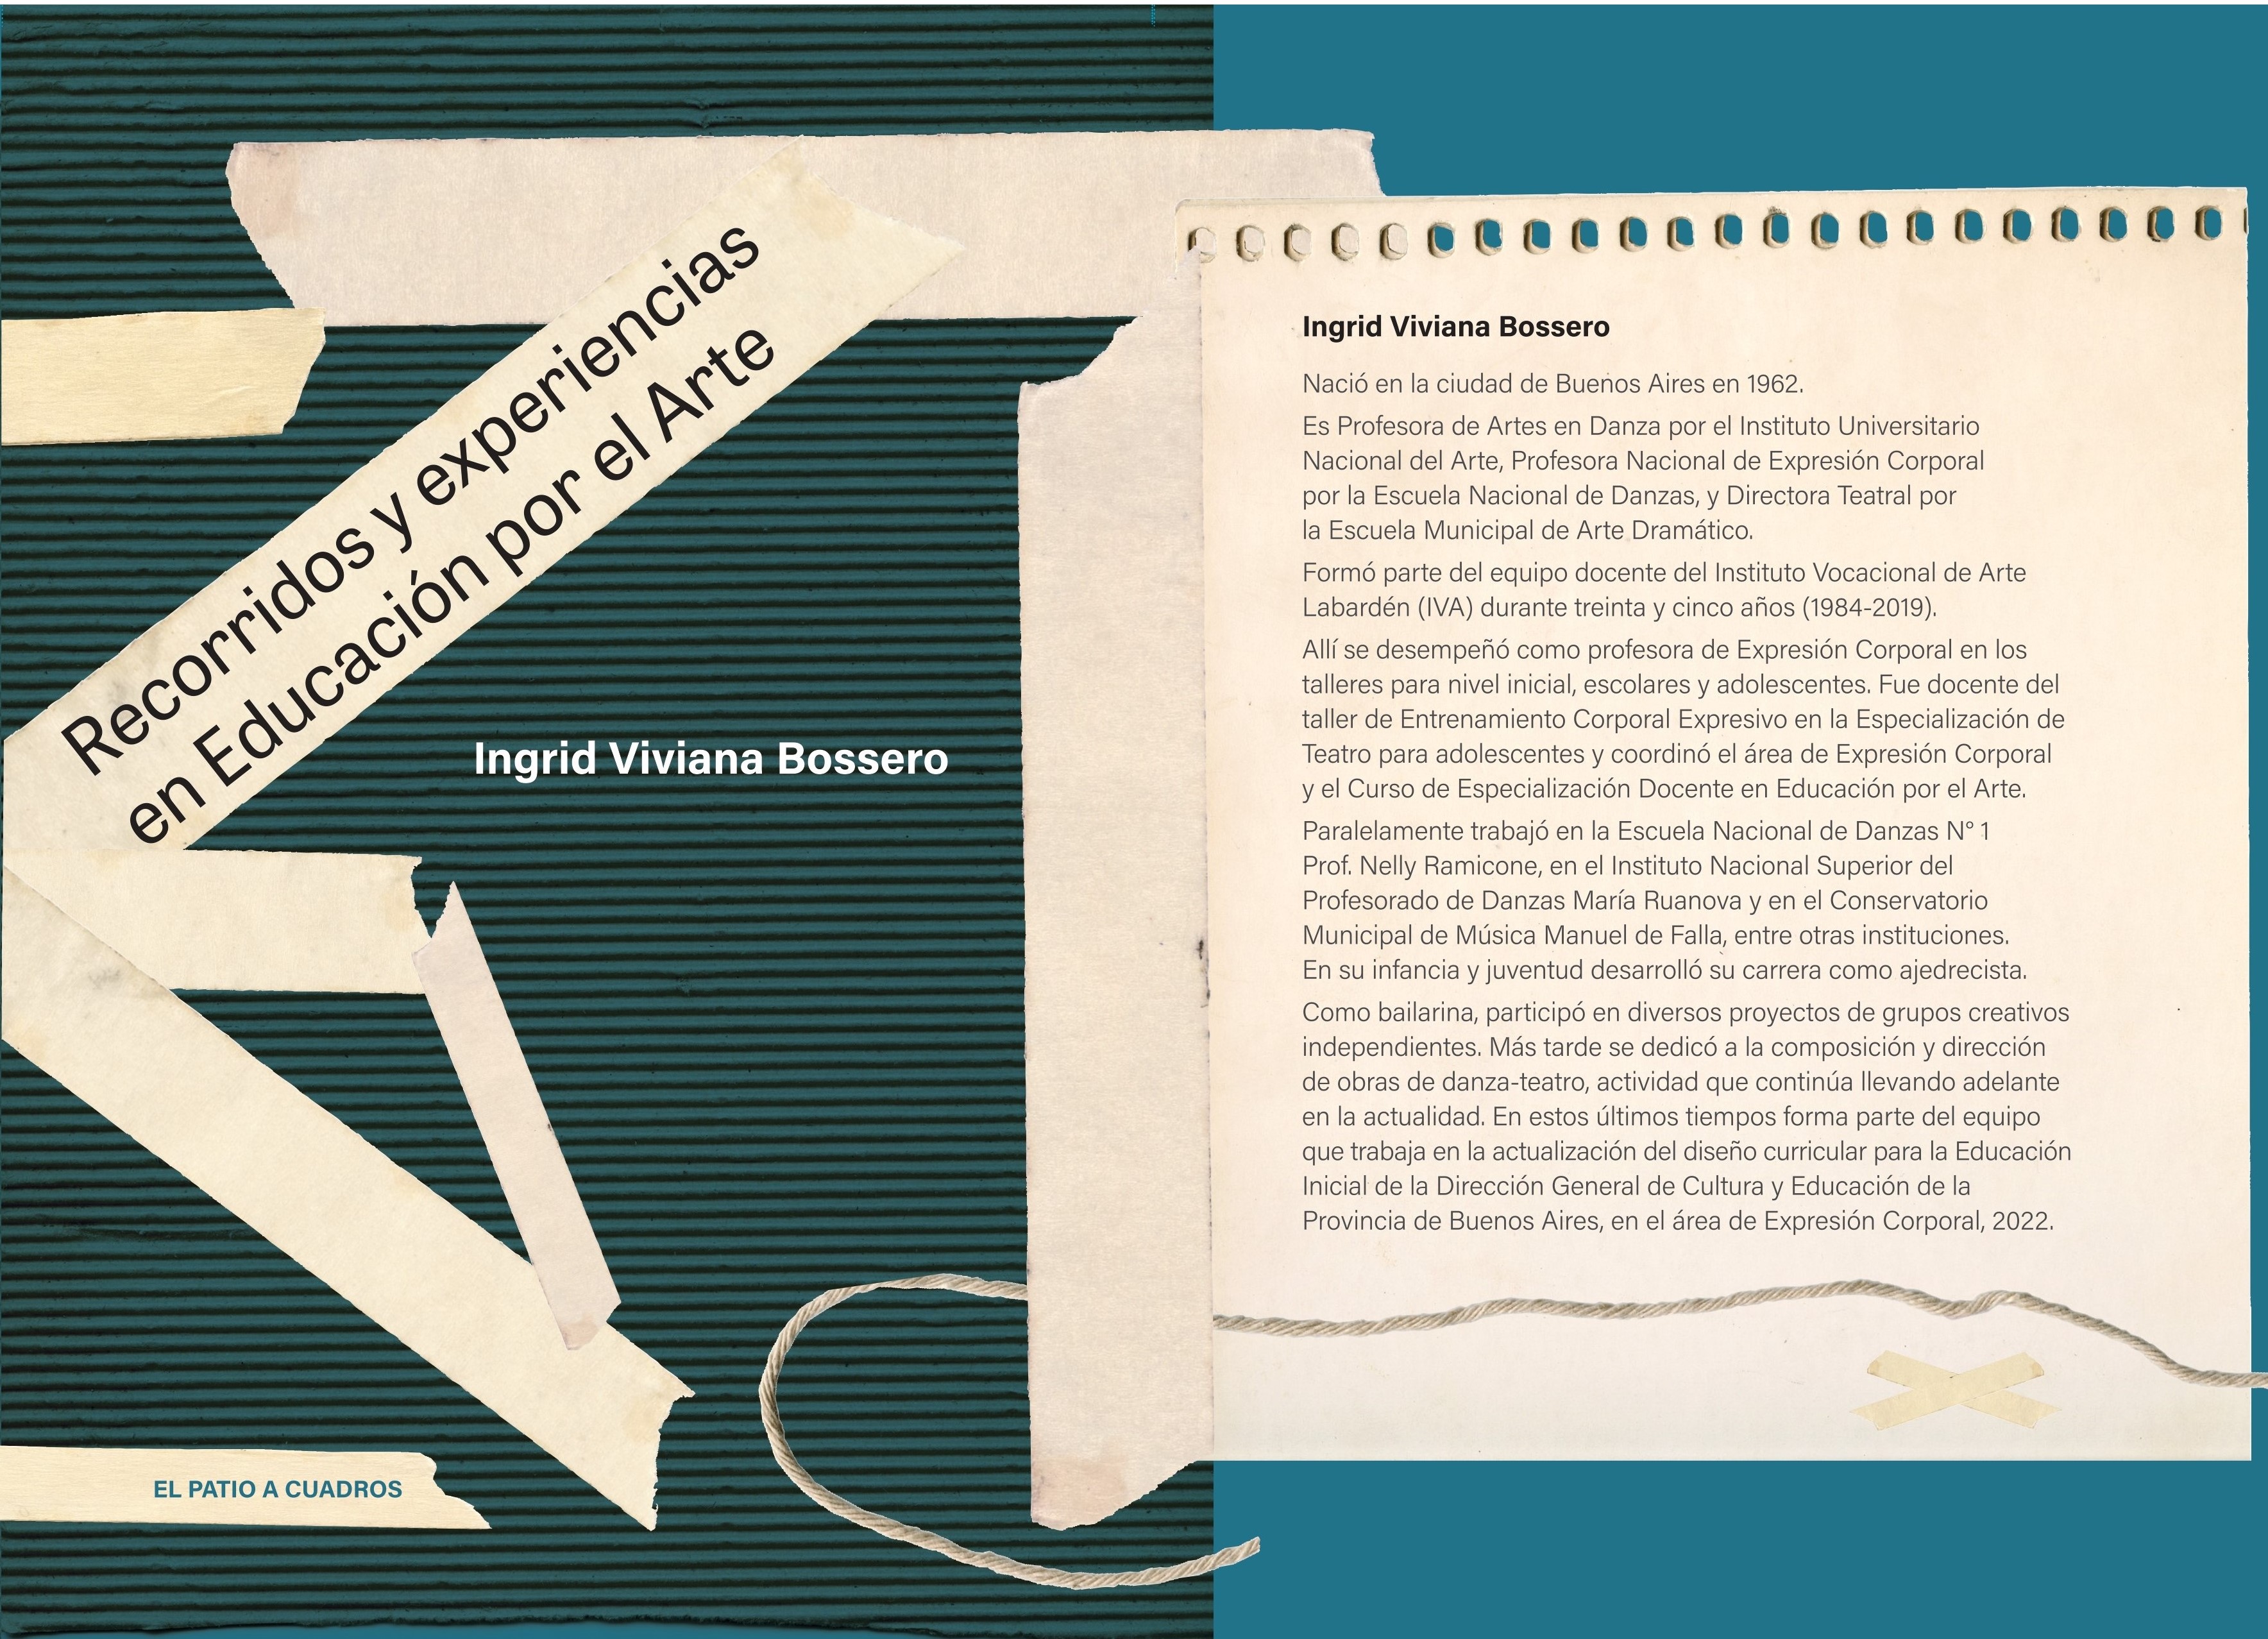 Recorridos y experiencias
en Educación por el Arte
Ingrid Viviana Bossero
EL PATIO A CUADROS
Ingrid Viviana Bossero
Nació en la ciudad de Buenos Aires en 1962.
Es Profesora de Artes en Danza por el Instituto Universitario
Nacional del Arte, Profesora Nacional de Expresión Corporal
por la Escuela Nacional de Danzas, y Directora Teatral por
la Escuela Municipal de Arte Dramático.
Formó parte del equipo docente del Instituto Vocacional de Arte
Labardén (IVA) durante treinta y cinco años (1984-2019).
Allí se desempeñó como profesora de Expresión Corporal en los
talleres para nivel inicial, escolares y adolescentes. Fue docente del
taller de Entrenamiento Corporal Expresivo en la Especialización de
Teatro para adolescentes y coordinó el área de Expresión Corporal
y el Curso de Especialización Docente en Educación por el Arte.
Paralelamente trabajó en la Escuela Nacional de Danzas N° 1
Prof. Nelly Ramicone, en el Instituto Nacional Superior del
Profesorado de Danzas María Ruanova y en el Conservatorio
Municipal de Música Manuel de Falla, entre otras instituciones.
En su infancia y juventud desarrolló su carrera como ajedrecista.
Como bailarina, participó en diversos proyectos de grupos creativos
independientes. Más tarde se dedicó a la composición y dirección
de obras de danza-teatro, actividad que continúa llevando adelante
en la actualidad. En estos últimos tiempos forma parte del equipo
que trabaja en la actualización del diseño curricular para la Educación
Inicial de la Dirección General de Cultura y Educación de la
Provincia de Buenos Aires, en el área de Expresión Corporal, 2022.